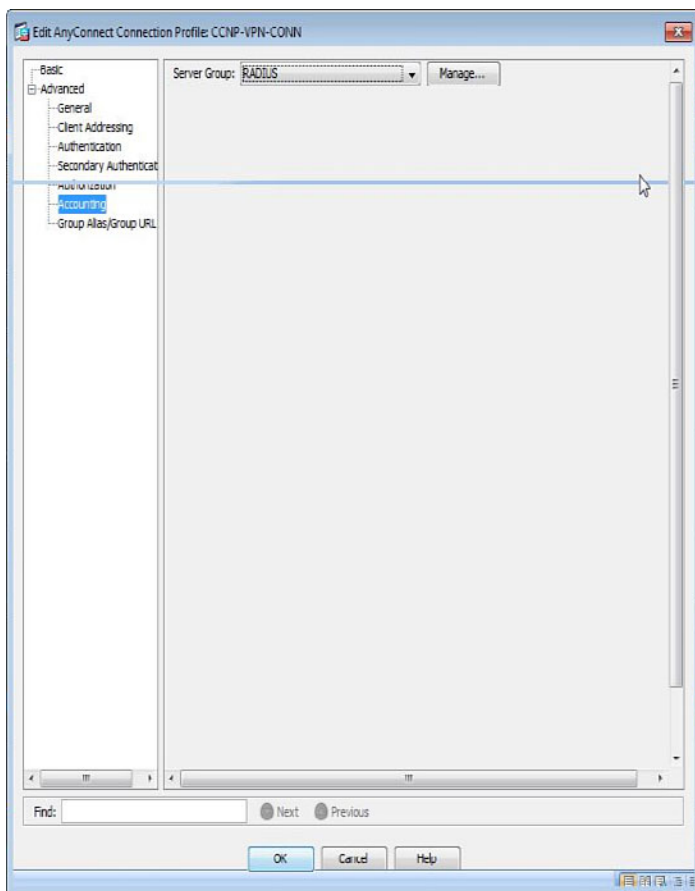 Edit AnyConnect Connection Profile: CCNP-VPN-CONN
Basic
Advanced
General
Client Addressing
Authentication
Secondary Authenticat
Authorization
Accounting
Group Alias/Group URL
Server Group: RADIUS Manage...
Find: Next Previous
OK Cancel Help